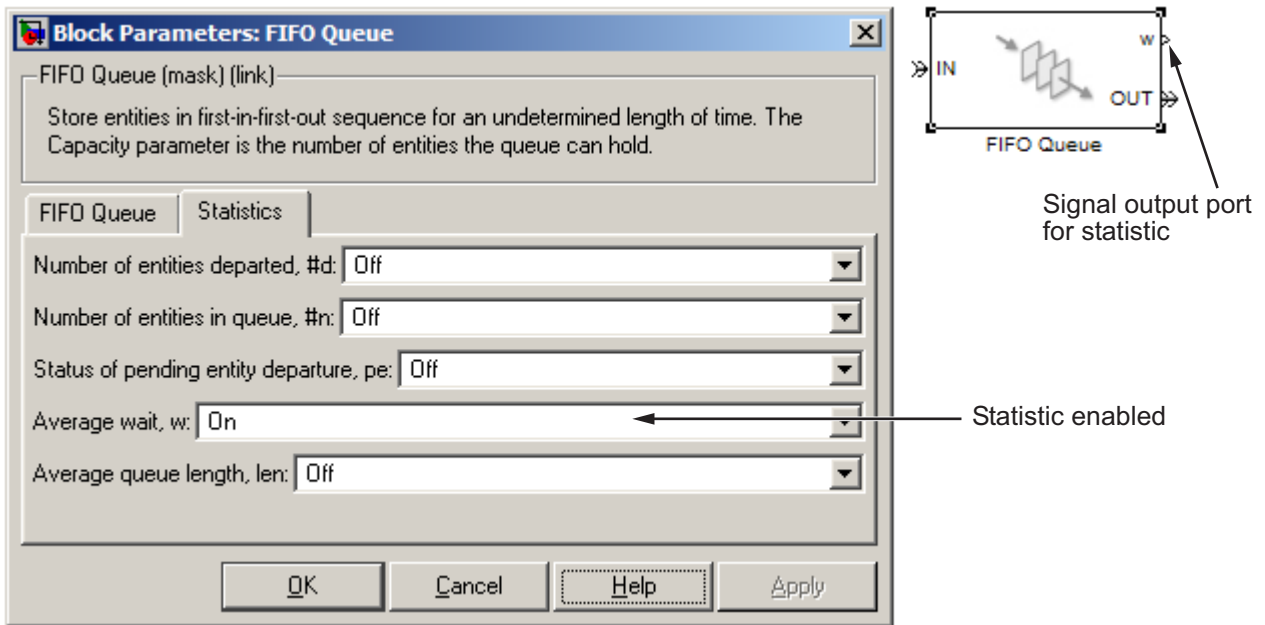 Block Parameters: FIFO Queue
FIFO Queue (mask) (link)
Store entities in first-in-first-out sequence for an undetermined length of time. The
Capacity parameter is the number of entities the queue can hold.
FIFO Queue
Statistics
Number of entities departed, #d: Off
Number of entities in queue, #n: Off
Status of pending entity departure, pe: Off
Average wait, w: On
Average queue length, len: Off
OK
Cancel
Help
Apply
w
IN
OUT
FIFO Queue
Signal output port
for statistic
Statistic enabled